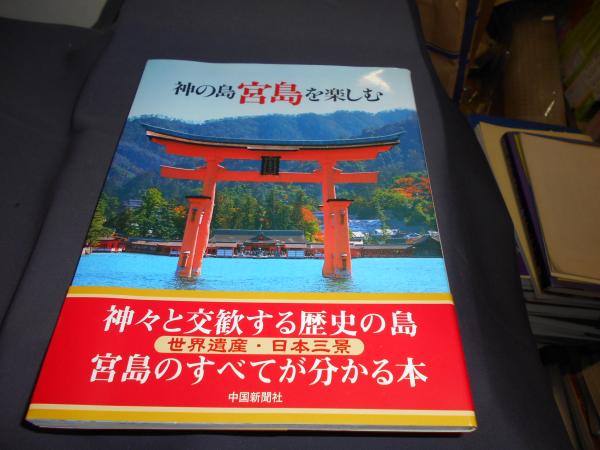 神の島 宮島を楽しむ
神々と交歓する歴史の島
世界遺産・日本三景
宮島のすべてが分かる本
中国新聞社